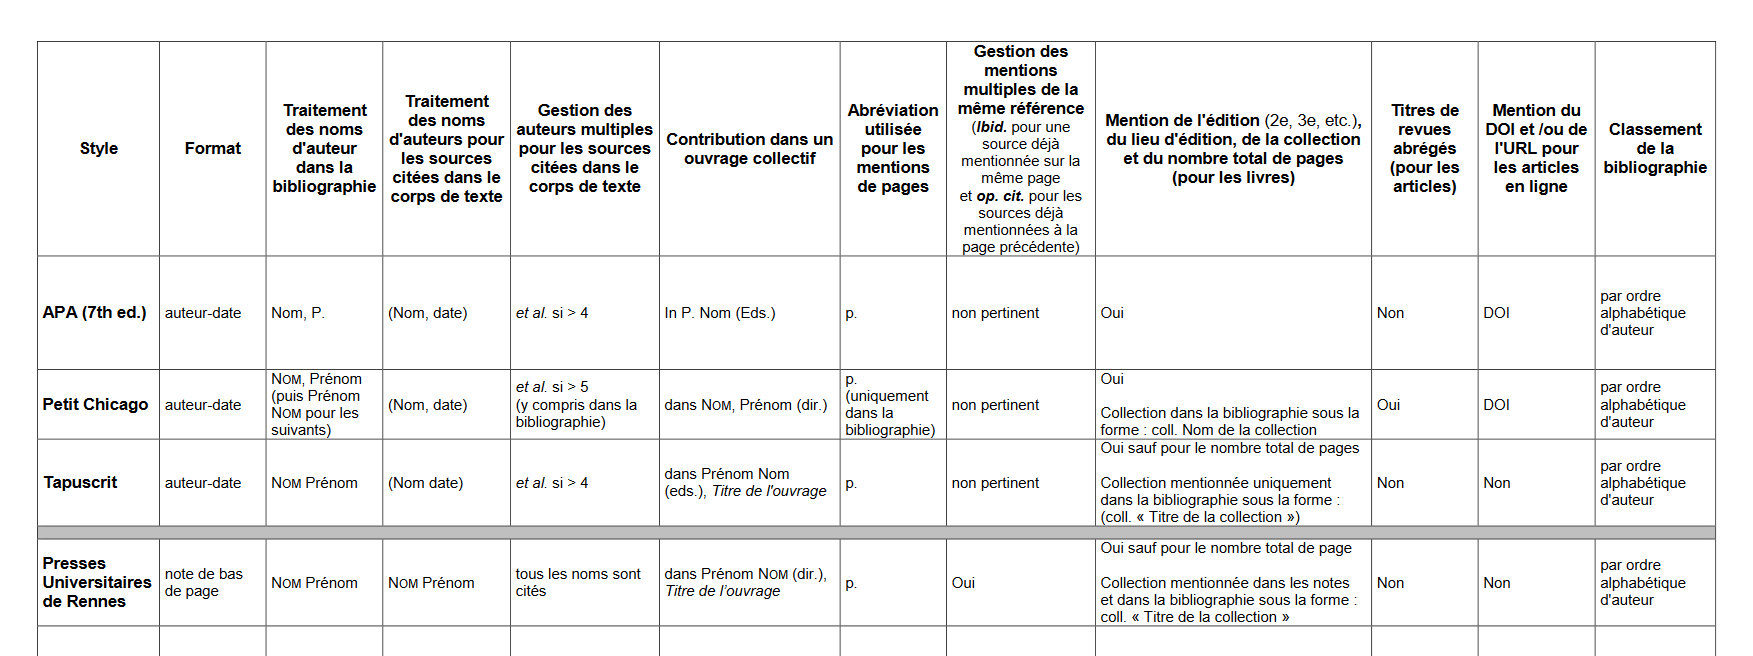 Style
Format
Traitement
des noms
d'auteur
dans la
bibliographie
Traitement
des noms
d'auteurs pour
les sources
citées dans le
corps de texte
Gestion des
auteurs multiples
pour les sources
citées dans le
corps de texte
Contribution dans un
ouvrage collectif
Abréviation
utilisée
pour les
mentions
de pages
Gestion des
mentions
multiples de la
même référence
(Ibid. pour une
source déjà
mentionnée sur la
même page
et op. cit. pour les
sources déjà
mentionnées à la
page précédente)
Mention de l'édition (2e, 3e, etc.),
du lieu d'édition, de la collection
et du nombre total de pages
(pour les livres)
Titres de
revues
abrégés
(pour les
articles)
Mention du
DOI et /ou de
l'URL pour
les articles
en ligne
Classement
de la
bibliographie
APA (7th ed.)
auteur-date
Nom, P.
(Nom, date)
et al. si > 4
In P. Nom (Eds.)
p.
non pertinent
Oui
Non
DOI
par ordre
alphabétique
d'auteur
Petit Chicago
auteur-date
NOM, Prénom
(puis Prénom
NOM pour les
suivants)
(Nom, date)
et al. si > 5
(y compris dans la
bibliographie)
dans NOM, Prénom (dir.)
p.
(uniquement
dans la
bibliographie)
non pertinent
Oui
Collection dans la bibliographie sous la
forme : coll. Nom de la collection
Oui
DOI
par ordre
alphabétique
d'auteur
Tapuscrit
auteur-date
NOM Prénom
(Nom date)
et al. si > 4
dans Prénom Nom
(eds.), Titre de l'ouvrage
p.
non pertinent
Oui sauf pour le nombre total de pages
Collection mentionnée uniquement
dans la bibliographie sous la forme :
(coll. « Titre de la collection »)
Non
Non
par ordre
alphabétique
d'auteur
Presses
Universitaires
de Rennes
note de bas
de page
NOM Prénom
NOM Prénom
tous les noms sont
cités
dans Prénom NOM (dir.),
Titre de l'ouvrage
p.
Oui
Oui sauf pour le nombre total de page
Collection mentionnée dans les notes
et dans la bibliographie sous la forme :
coll. « Titre de la collection »
Non
Non
par ordre
alphabétique
d'auteur